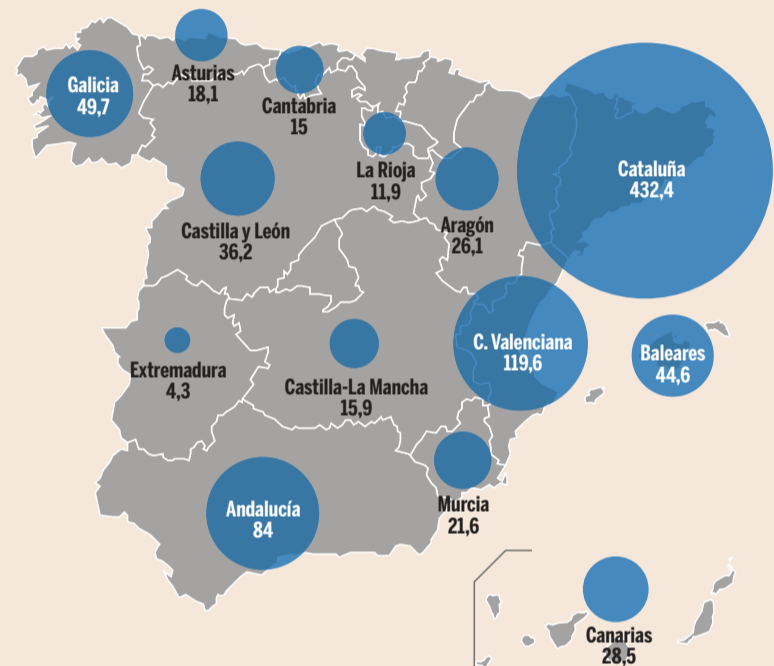 Galicia
49,7
Asturias
18,1
Cantabria
15
La Rioja
11,9
Cataluña
432,4
Castilla y León
36,2
Aragón
26,1
C. Valenciana
119,6
Baleares
44,6
Extremadura
4,3
Castilla-La Mancha
15,9
Andalucía
84
Murcia
21,6
Canarias
28,5